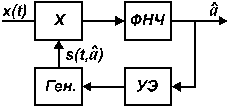 x(t)
X
ФНЧ
â
s(t,â)
Ген.
УЭ